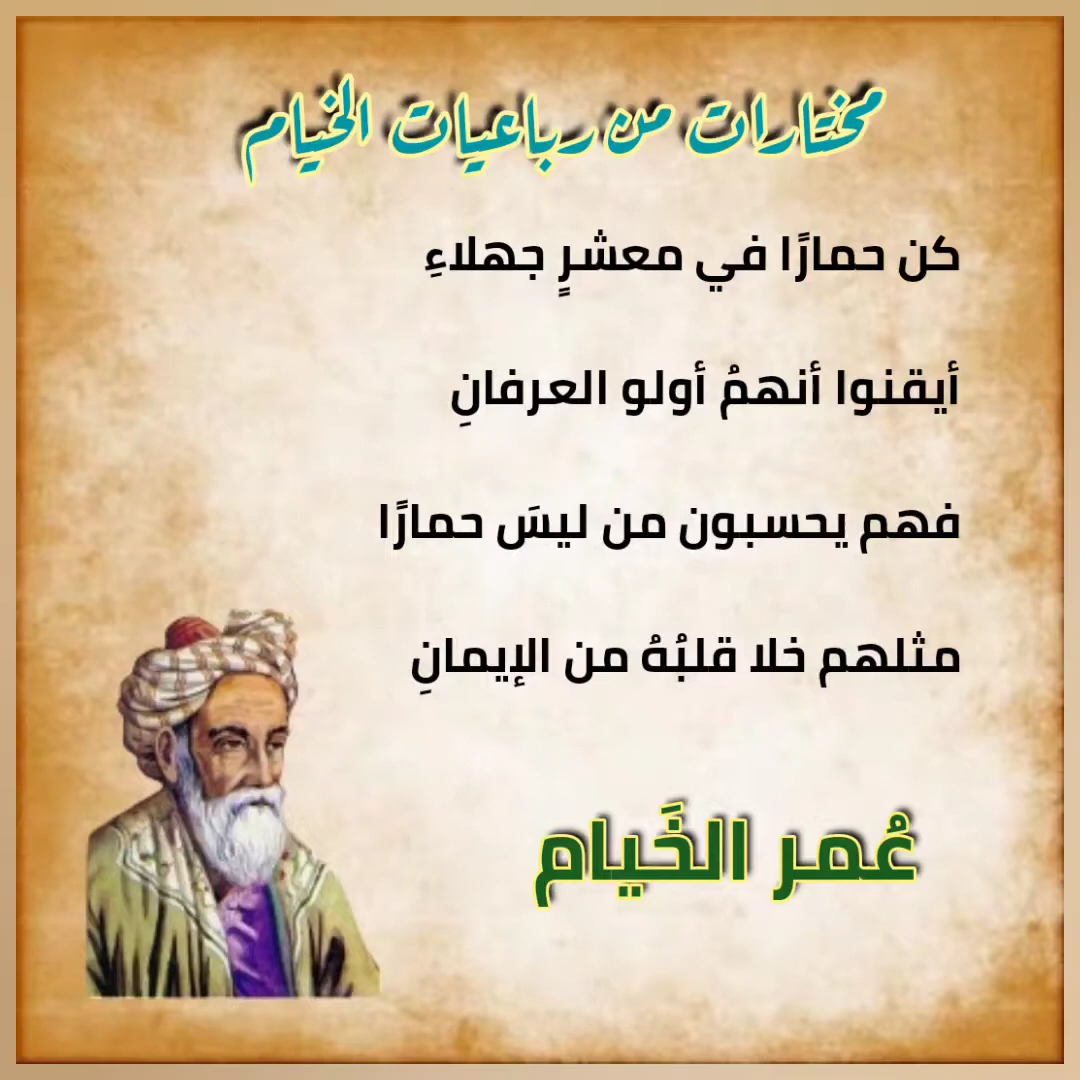 مختارات من رباعيات الخيام
كن حمارًا في معشرٍ جهلاءِ
أيقنوا أنهمُ أولو العرفانِ
فهم يحسبون من ليسَ حمارًا
مثلهم خلا قلبُهُ من الإيمانِ
عُمر الخَيام